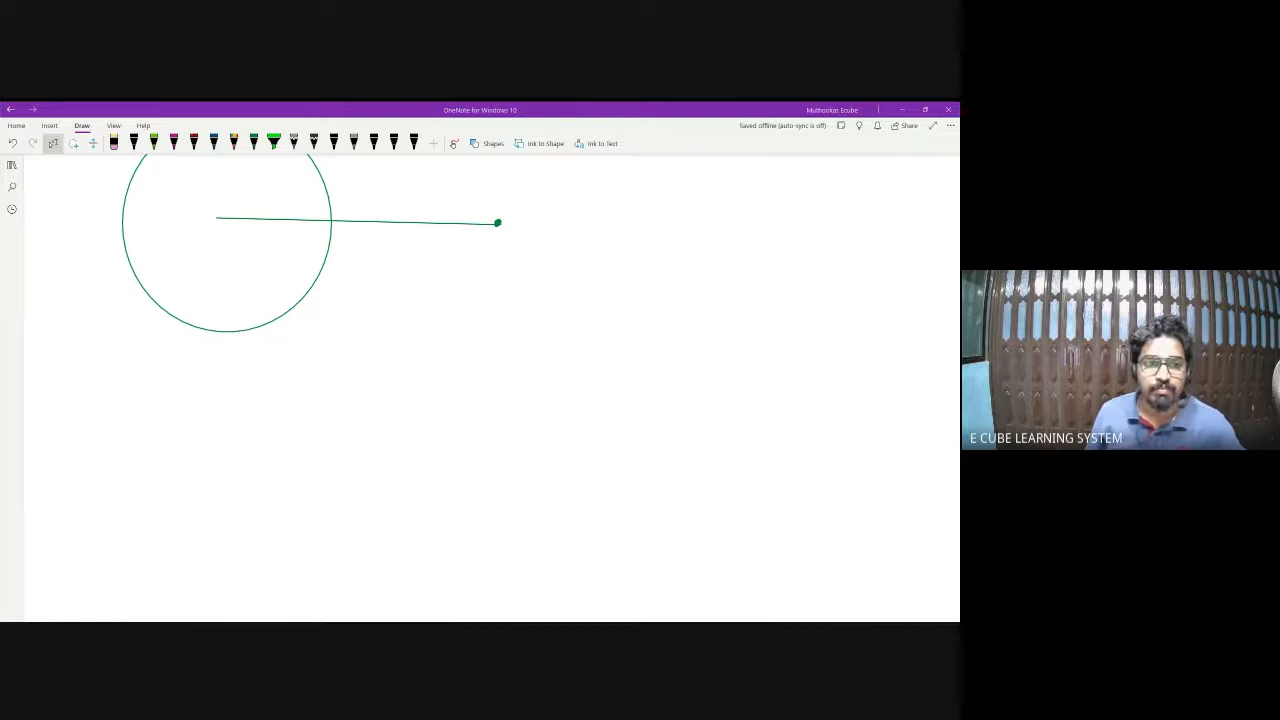 OneNote for Windows 10
Muthookas Ecube
Home Insert Draw View Help
Saved offline (auto-sync is off)
Share
Shapes
Ink to Shape
Ink to Text
E CUBE LEARNING SYSTEM